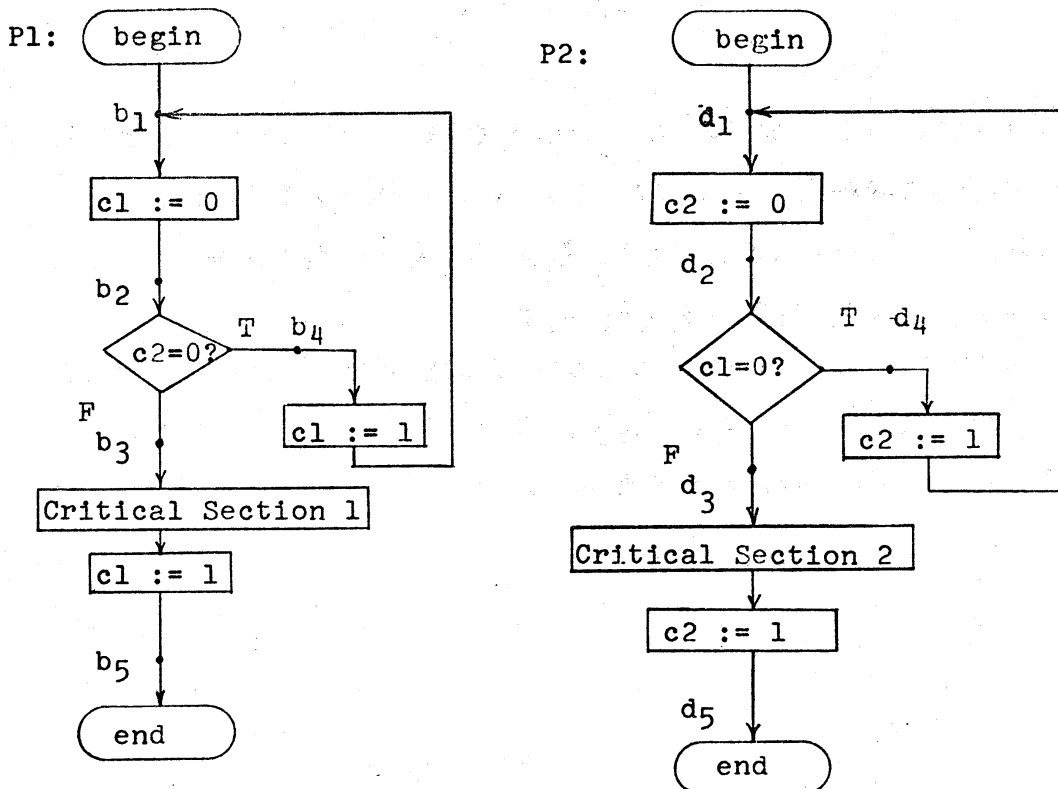 P1:
begin
b1
c1 := 0
b2
c2=0?
T b4
c1 := 1
F
b3
Critical Section 1
c1 := 1
b5
end
P2:
begin
d1
c2 := 0
d2
c1=0?
T d4
c2 := 1
F
d3
Critical Section 2
c2 := 1
d5
end